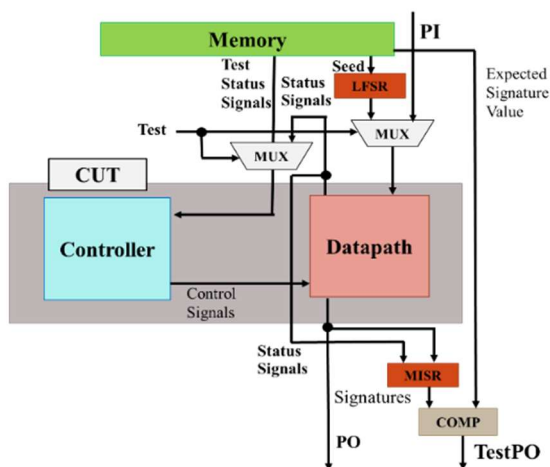 Memory
PI
Test
Status
Signals
Status
Signals
Seed
LFSR
Expected
Signature
Value
Test
MUX
MUX
CUT
Controller
Datapath
Control
Signals
Status
Signals
MISR
Signatures
COMP
PO
TestPO